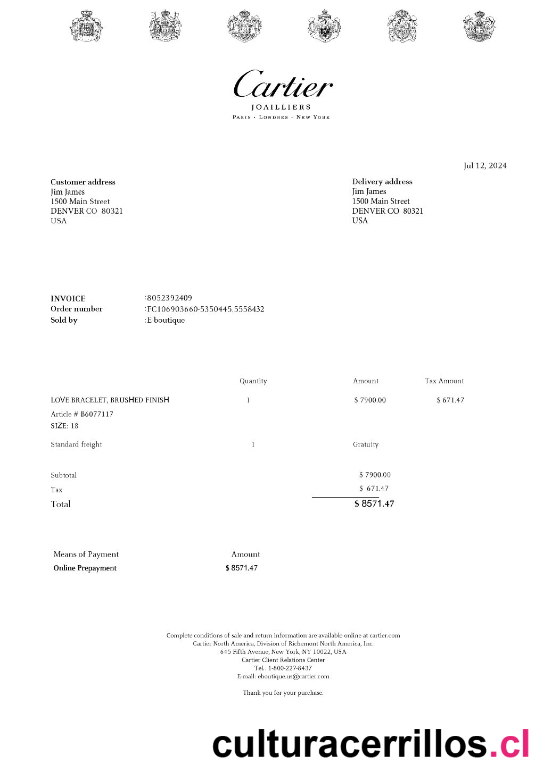 Cartier
JOAILLIERS
PARIS - LONDRES - NEW YORK
Jul 12, 2024
Customer address
Jim James
1500 Main Street
DENVER CO 80321
USA
Delivery address
Jim James
1500 Main Street
DENVER CO 80321
USA
INVOICE :8052392409
Order number :FC106903660-5350445.5558432
Sold by :E boutique
Quantity Amount Tax Amount
LOVE BRACELET, BRUSHED FINISH 1 $ 7900.00 $ 671.47
Article # B6077117
SIZE: 18
Standard freight 1 Gratuity
Subtotal $ 7900.00
Tax $ 671.47
Total $ 8571.47
Means of Payment Amount
Online Prepayment $ 8571.47
Complete conditions of sale and return information are available online at cartier.com
Cartier North America, Division of Richemont North America, Inc.
645 Fifth Avenue, New York, NY 10022, USA
Cartier Client Relations Center
Tel. 1-800-227-8437
E-mail: eboutique.us@cartier.com
Thank you for your purchase.
culturacerrillos.cl